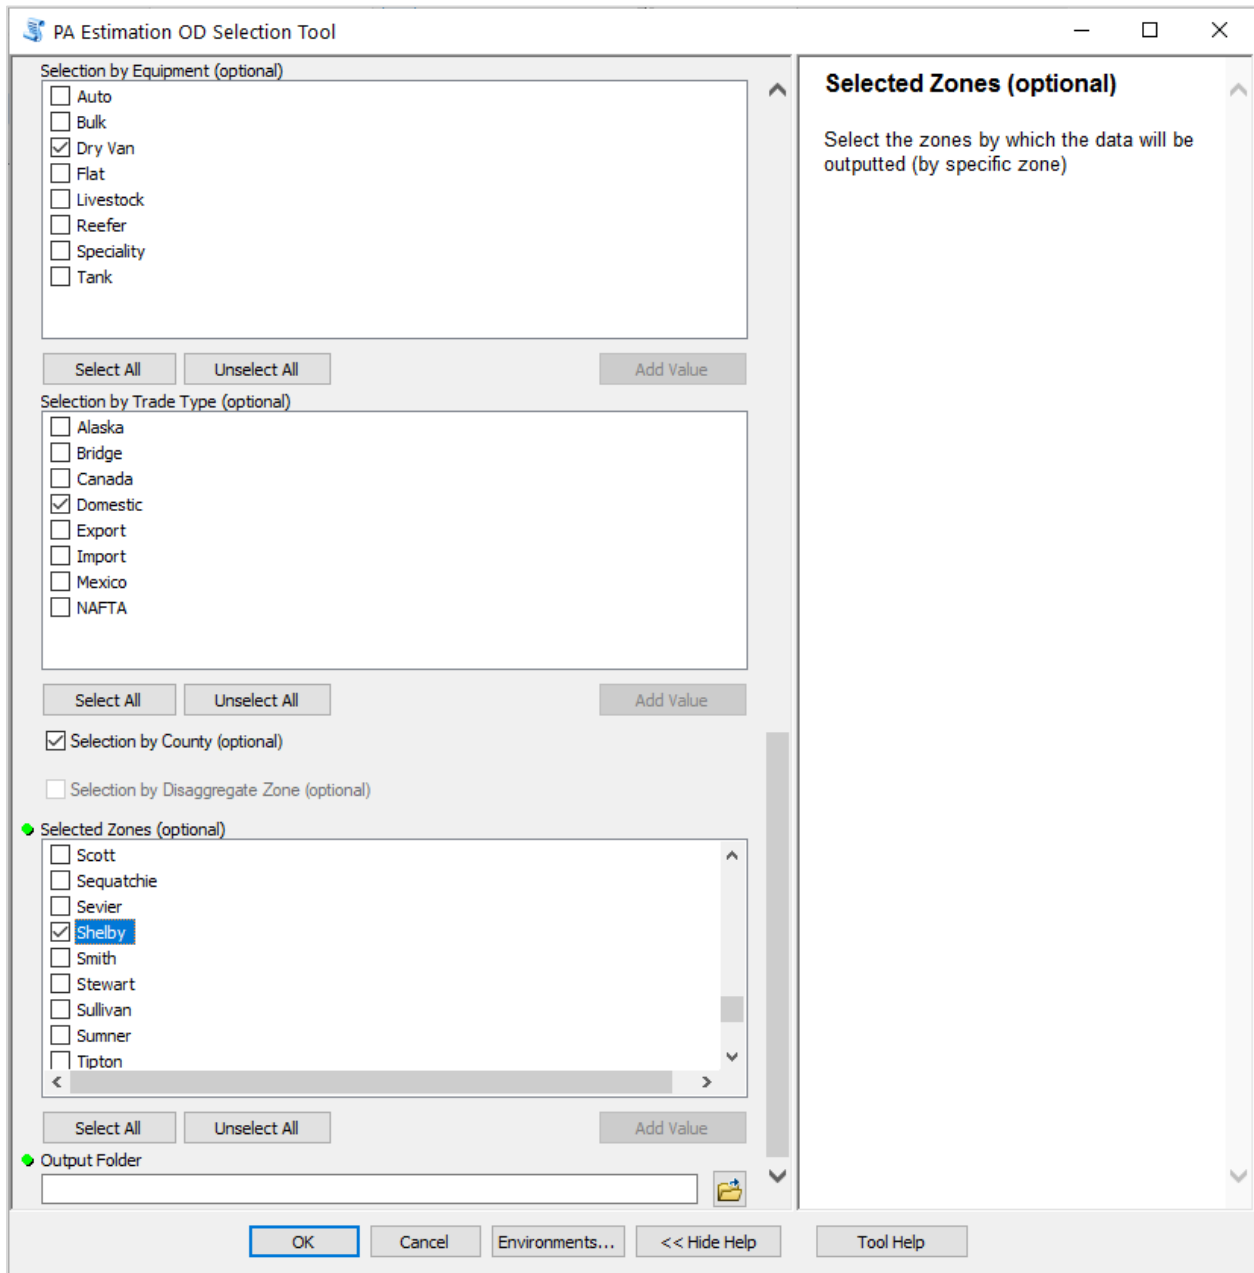 PA Estimation OD Selection Tool
Selection by Equipment (optional)
Auto
Bulk
Dry Van
Flat
Livestock
Reefer
Speciality
Tank
Select All
Unselect All
Add Value
Selection by Trade Type (optional)
Alaska
Bridge
Canada
Domestic
Export
Import
Mexico
NAFTA
Select All
Unselect All
Add Value
Selection by County (optional)
Selection by Disaggregate Zone (optional)
Selected Zones (optional)
Scott
Sequatchie
Sevier
Shelby
Smith
Stewart
Sullivan
Sumner
Tipton
Select All
Unselect All
Add Value
Output Folder
Selected Zones (optional)
Select the zones by which the data will be
outputted (by specific zone)
OK
Cancel
Environments...
<< Hide Help
Tool Help